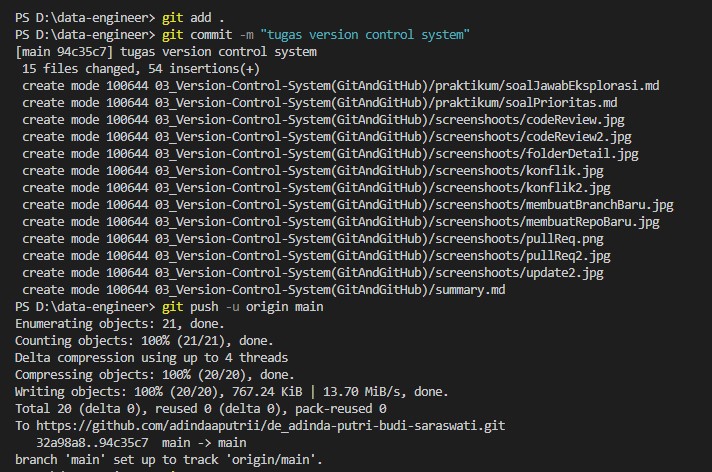 PS D:\data-engineer> git add .
PS D:\data-engineer> git commit -m "tugas version control system"
[main 94c35c7] tugas version control system
 15 files changed, 54 insertions(+)
 create mode 100644 03_Version-Control-System(GitAndGitHub)/praktikum/soalJawabEksplorasi.md
 create mode 100644 03_Version-Control-System(GitAndGitHub)/praktikum/soalPrioritas.md
 create mode 100644 03_Version-Control-System(GitAndGitHub)/screenshoots/codeReview.jpg
 create mode 100644 03_Version-Control-System(GitAndGitHub)/screenshoots/codeReview2.jpg
 create mode 100644 03_Version-Control-System(GitAndGitHub)/screenshoots/folderDetail.jpg
 create mode 100644 03_Version-Control-System(GitAndGitHub)/screenshoots/konflik.jpg
 create mode 100644 03_Version-Control-System(GitAndGitHub)/screenshoots/konflik2.jpg
 create mode 100644 03_Version-Control-System(GitAndGitHub)/screenshoots/membuatBranchBaru.jpg
 create mode 100644 03_Version-Control-System(GitAndGitHub)/screenshoots/membuatRepoBaru.jpg
 create mode 100644 03_Version-Control-System(GitAndGitHub)/screenshoots/pullReq.png
 create mode 100644 03_Version-Control-System(GitAndGitHub)/screenshoots/pullReq2.jpg
 create mode 100644 03_Version-Control-System(GitAndGitHub)/screenshoots/update2.jpg
 create mode 100644 03_Version-Control-System(GitAndGitHub)/summary.md
PS D:\data-engineer> git push -u origin main
Enumerating objects: 21, done.
Counting objects: 100% (21/21), done.
Delta compression using up to 4 threads
Compressing objects: 100% (20/20), done.
Writing objects: 100% (20/20), 767.24 KiB | 13.70 MiB/s, done.
Total 20 (delta 0), reused 0 (delta 0), pack-reused 0
To https://github.com/adindaaputrii/de_adinda-putri-budi-saraswati.git
   32a98a8..94c35c7  main -> main
branch 'main' set up to track 'origin/main'.